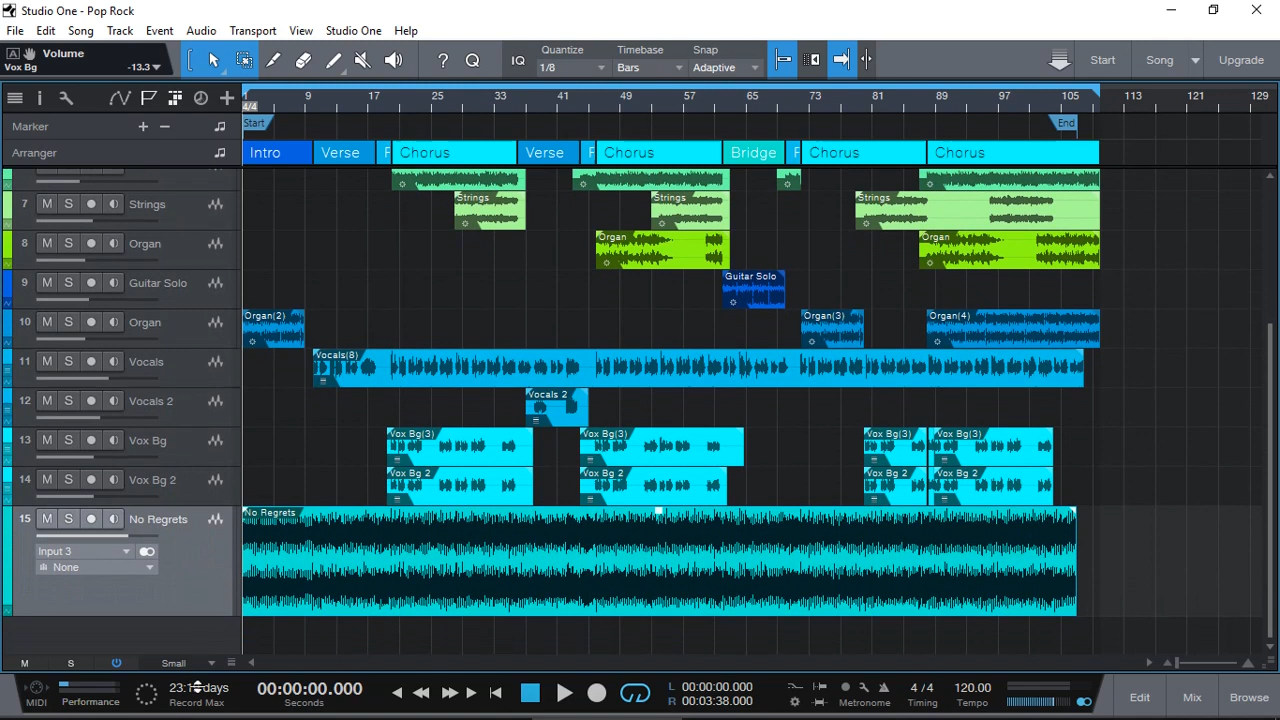 Studio One - Pop Rock
File Edit Song Track Event Audio Transport View Studio One Help
A Volume
Vox Bg -13.3
? IQ
Quantize Timebase Snap
1/8 Bars Adaptive
Start Song Upgrade
1 9 17 25 33 41 49 57 65 73 81 89 97 105 113 121 129
4/4
Marker + −
Start End
Arranger
Intro Verse Chorus Verse Chorus Bridge Chorus Chorus
7 M S Strings
Strings Strings Strings
8 M S Organ
Organ Organ
9 M S Guitar Solo
Guitar Solo
10 M S Organ
Organ(2) Organ(3) Organ(4)
11 M S Vocals
Vocals(8)
12 M S Vocals 2
Vocals 2
13 M S Vox Bg
Vox Bg(3) Vox Bg(3) Vox Bg(3) Vox Bg(3)
14 M S Vox Bg 2
Vox Bg 2 Vox Bg 2 Vox Bg 2 Vox Bg 2
15 M S No Regrets
No Regrets
Input 3
None
M S Small
MIDI Performance
days
Record Max
00:00:00.000
Seconds
L 00:00:00.000
R 00:03:38.000
Metronome
4 / 4
Timing
120.00
Tempo
Edit Mix Browse